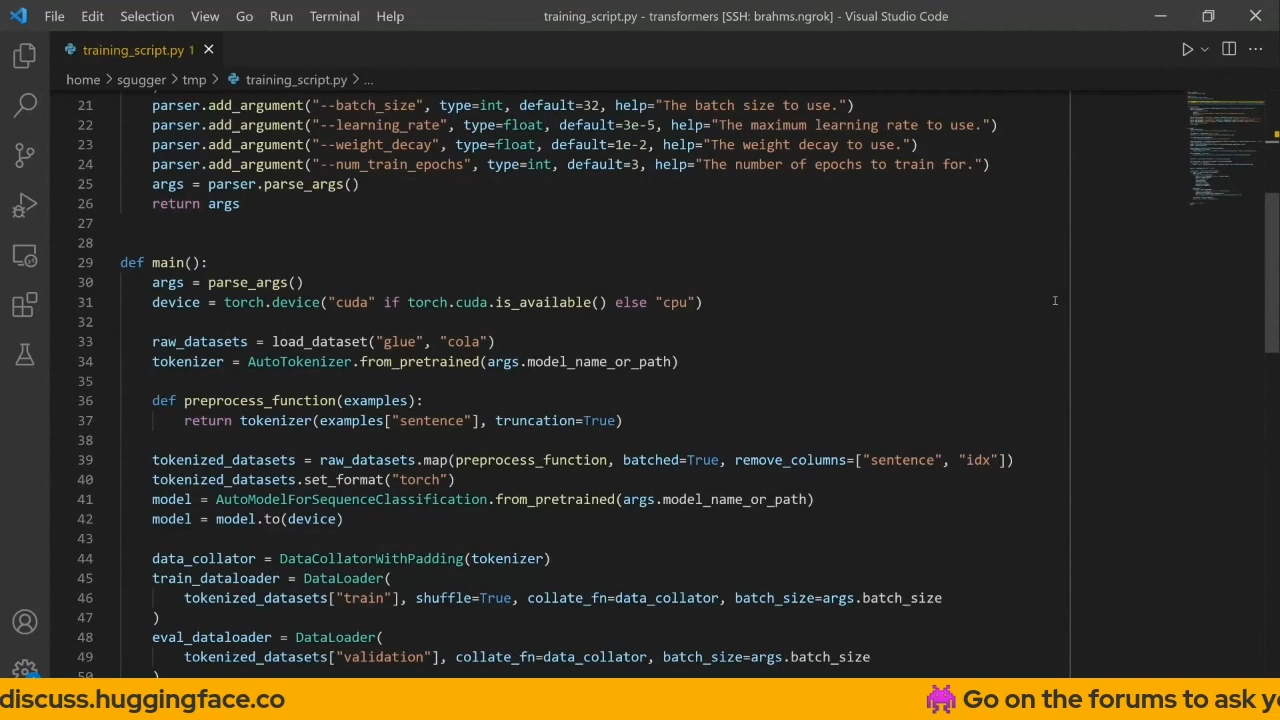 File Edit Selection View Go Run Terminal Help training_script.py - transformers [SSH: brahms.ngrok] - Visual Studio Code
training_script.py 1
home > sgugger > tmp > training_script.py > ...
21 parser.add_argument("--batch_size", type=int, default=32, help="The batch size to use.")
22 parser.add_argument("--learning_rate", type=float, default=3e-5, help="The maximum learning rate to use.")
23 parser.add_argument("--weight_decay", type=float, default=1e-2, help="The weight decay to use.")
24 parser.add_argument("--num_train_epochs", type=int, default=3, help="The number of epochs to train for.")
25 args = parser.parse_args()
26 return args
27
28
29 def main():
30 args = parse_args()
31 device = torch.device("cuda" if torch.cuda.is_available() else "cpu")
32
33 raw_datasets = load_dataset("glue", "cola")
34 tokenizer = AutoTokenizer.from_pretrained(args.model_name_or_path)
35
36 def preprocess_function(examples):
37 return tokenizer(examples["sentence"], truncation=True)
38
39 tokenized_datasets = raw_datasets.map(preprocess_function, batched=True, remove_columns=["sentence", "idx"])
40 tokenized_datasets.set_format("torch")
41 model = AutoModelForSequenceClassification.from_pretrained(args.model_name_or_path)
42 model = model.to(device)
43
44 data_collator = DataCollatorWithPadding(tokenizer)
45 train_dataloader = DataLoader(
46 tokenized_datasets["train"], shuffle=True, collate_fn=data_collator, batch_size=args.batch_size
47 )
48 eval_dataloader = DataLoader(
49 tokenized_datasets["validation"], collate_fn=data_collator, batch_size=args.batch_size
50 )
discuss.huggingface.co 👾 Go on the forums to ask yo